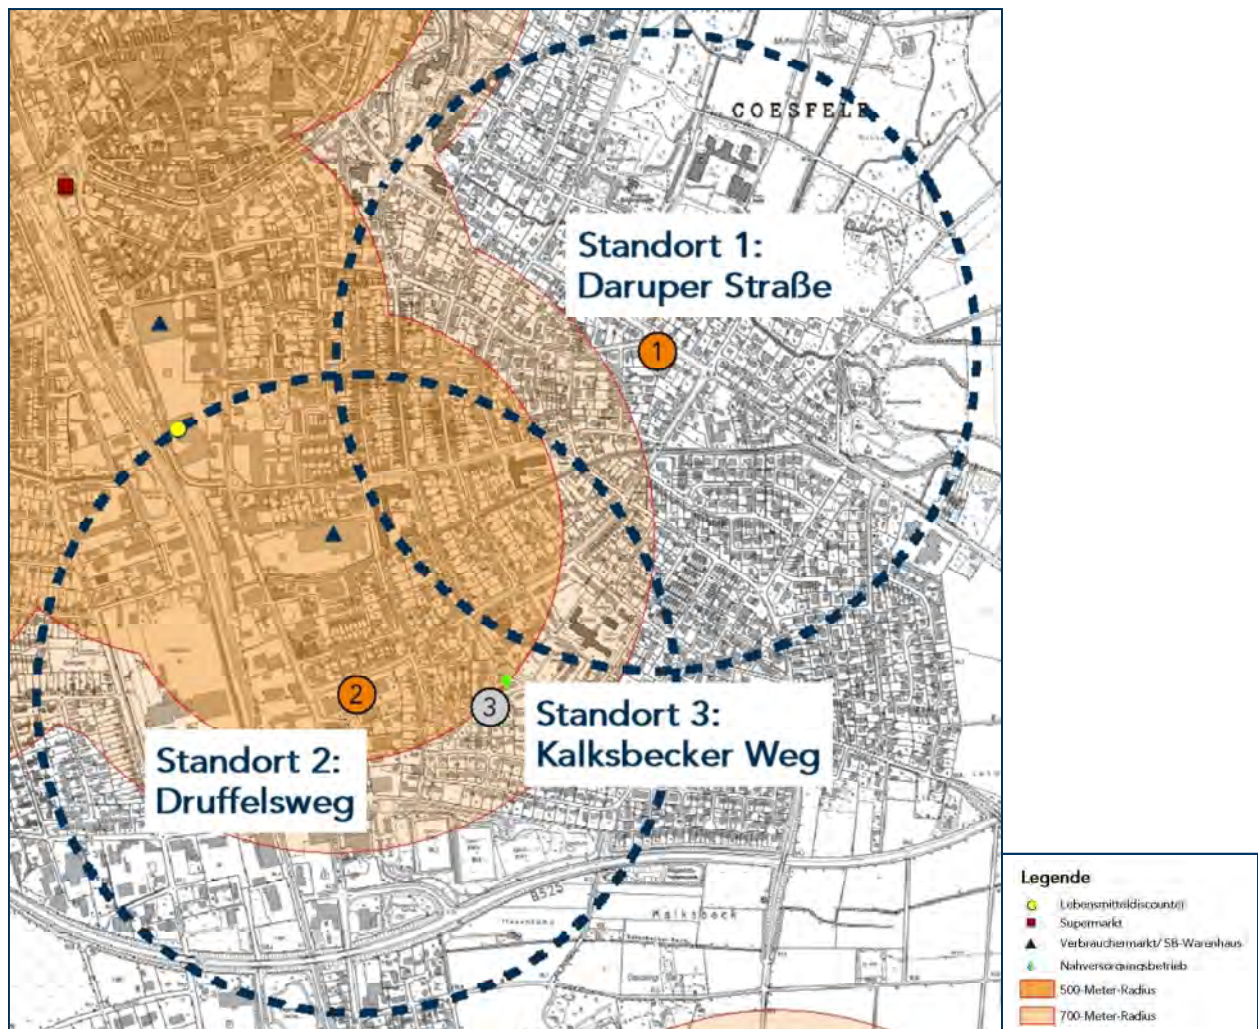 COESFELD
Standort 1:
Daruper Straße
1
2
3
Standort 3:
Kalksbecker Weg
Standort 2:
Druffelsweg
B525
Kalksbeck
Legende
Lebensmitteldiscounter
Supermarkt
Verbrauchermarkt/ SB-Warenhaus
Nahversorgungsbetrieb
500-Meter-Radius
700-Meter-Radius